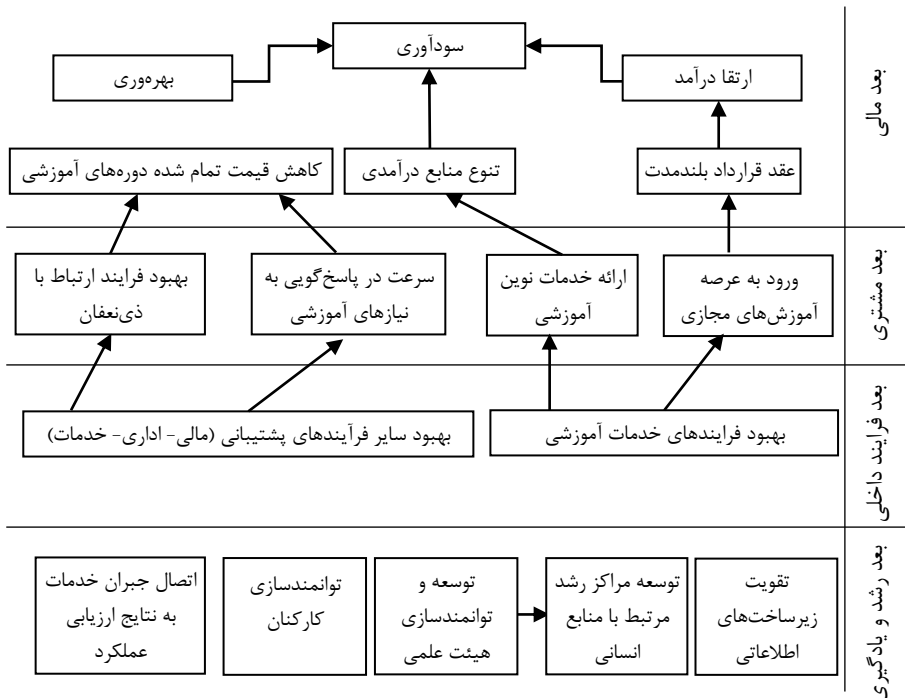 بعد مالی
سودآوری
ارتقا درآمد
بهره‌وری
عقد قرارداد بلندمدت
تنوع منابع درآمدی
کاهش قیمت تمام شده دوره‌های آموزشی
بعد مشتری
ورود به عرصه
آموزش‌های مجازی
ارائه خدمات نوین
آموزشی
سرعت در پاسخ‌گویی به
نیازهای آموزشی
بهبود فرایند ارتباط با
ذی‌نعفان
بعد فرایند داخلی
بهبود فرایندهای خدمات آموزشی
بهبود سایر فرآیندهای پشتیبانی (مالی- اداری- خدمات)
بعد رشد و یادگیری
تقویت
زیرساخت‌های
اطلاعاتی
توسعه مراکز رشد
مرتبط با منابع
انسانی
توسعه و
توانمندسازی
هیئت علمی
توانمندسازی
کارکنان
اتصال جبران خدمات
به نتایج ارزیابی
عملکرد